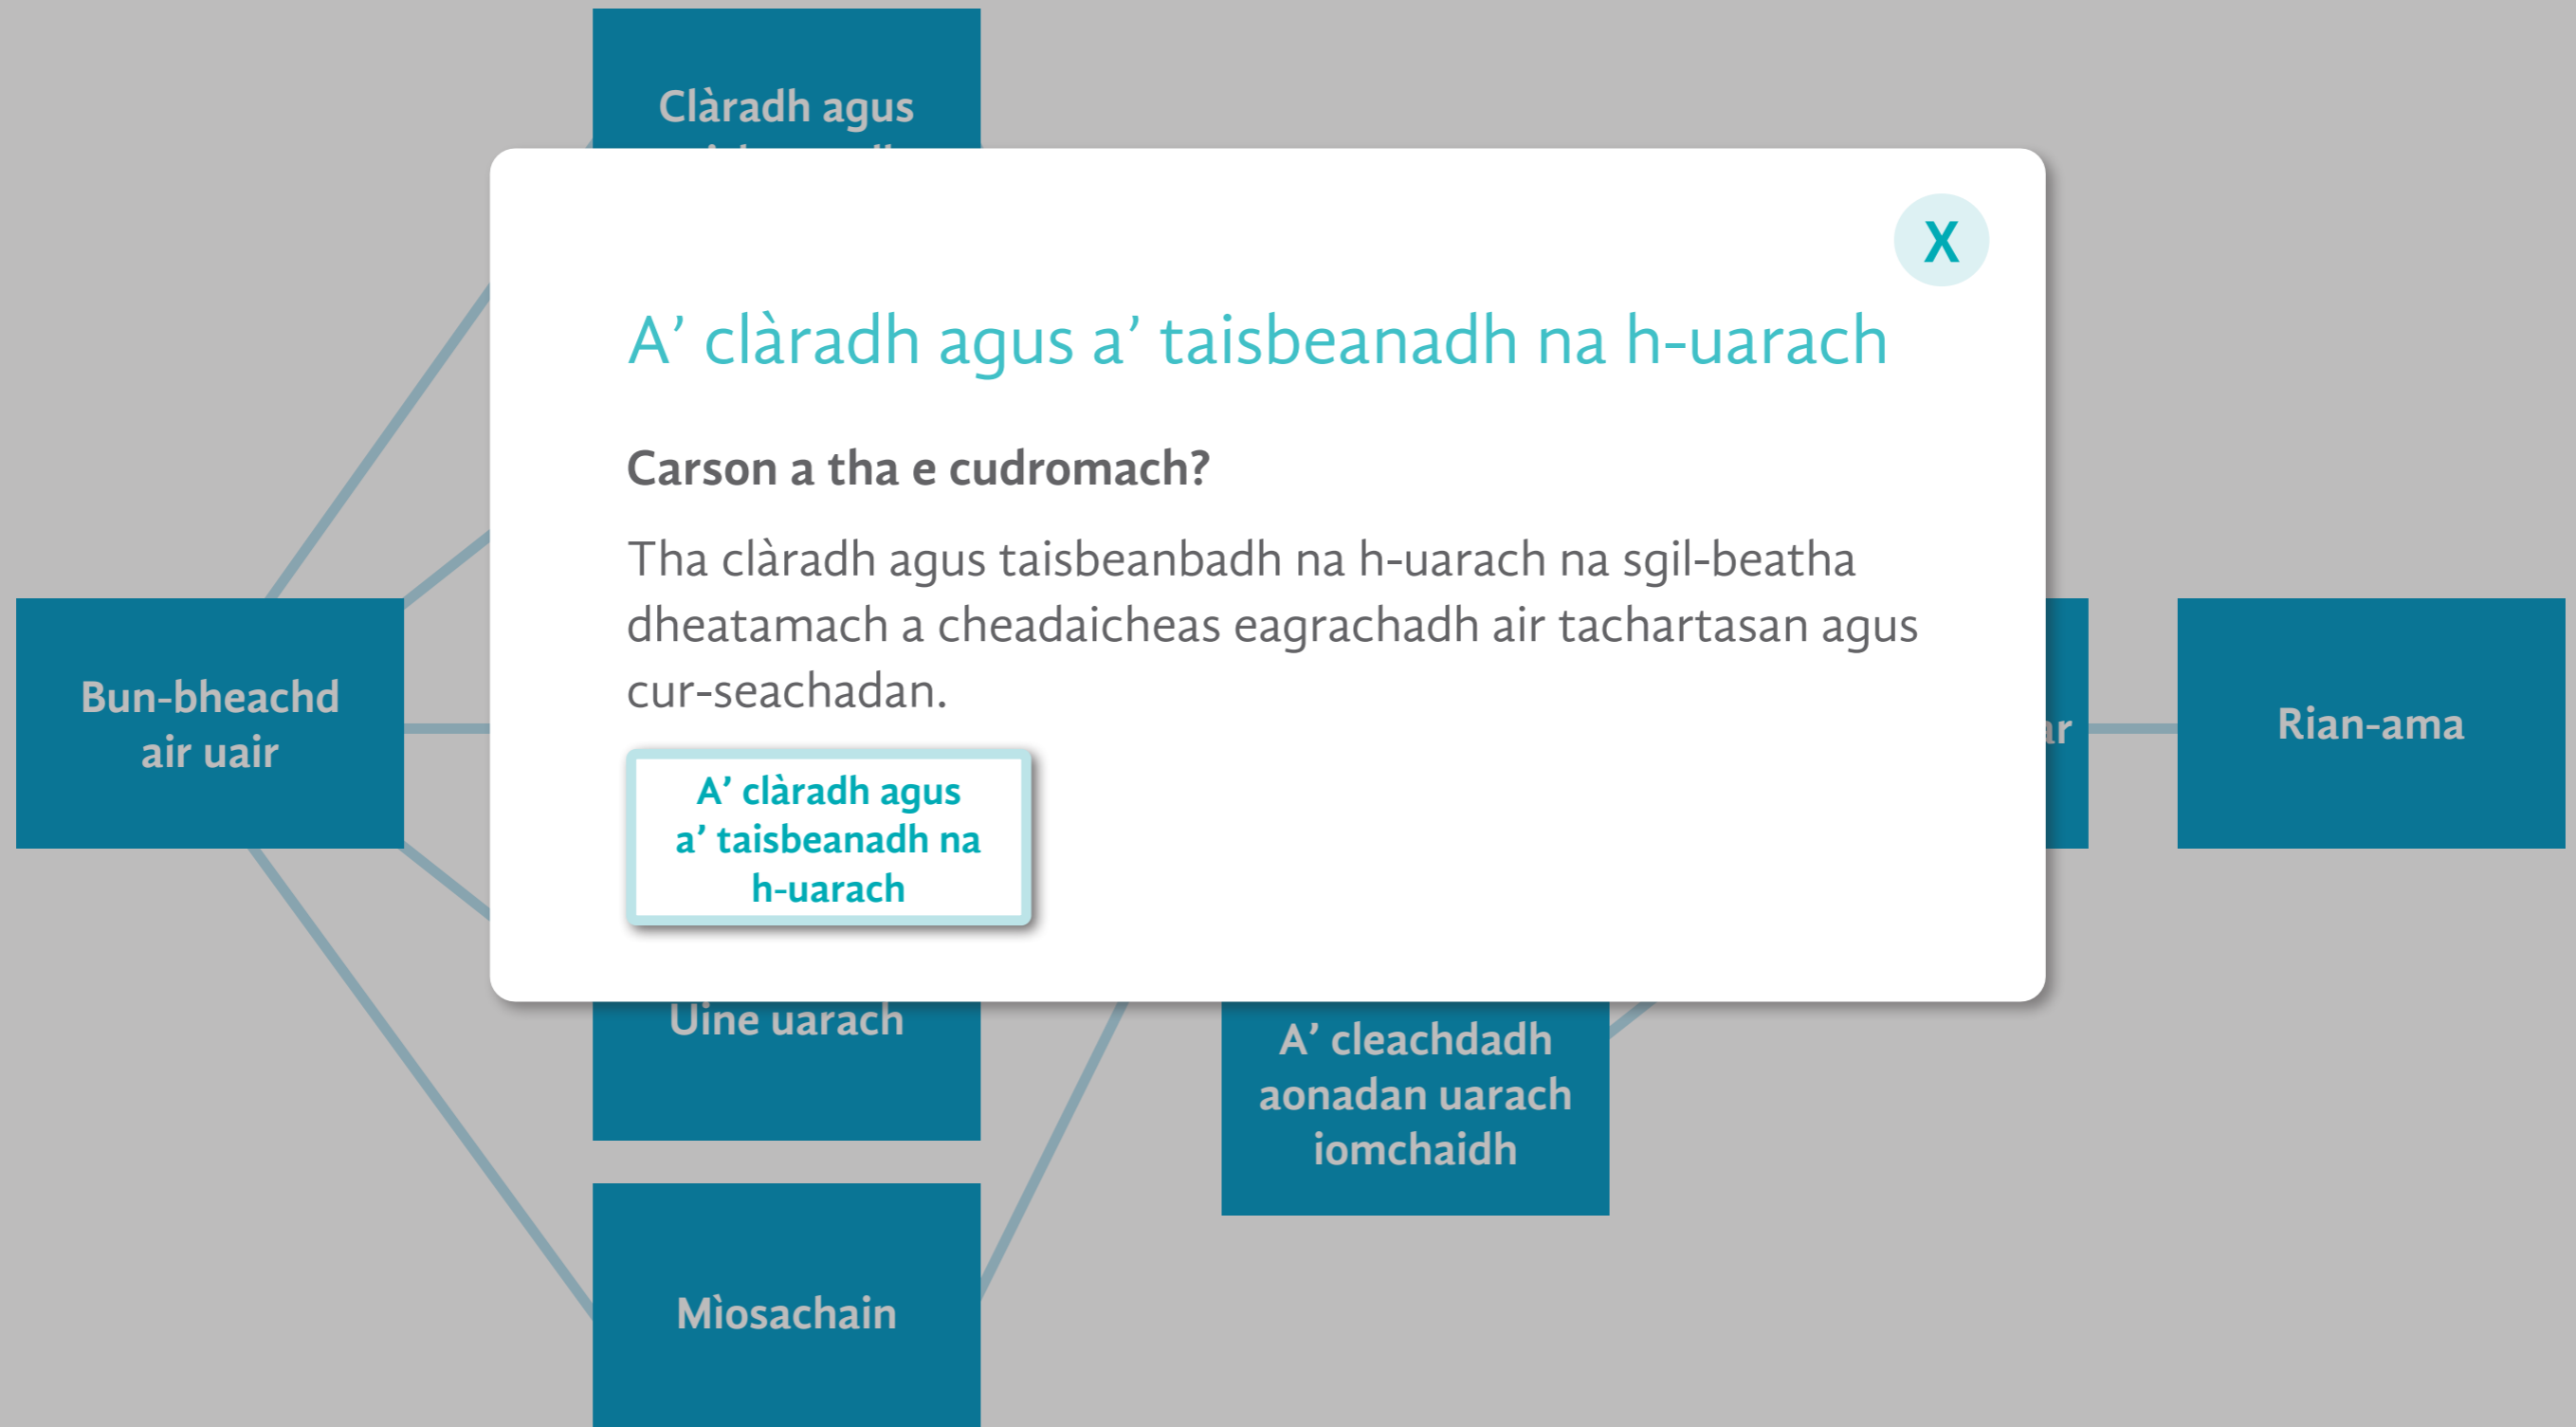 Clàradh agus
X
A’ clàradh agus a’ taisbeanadh na h-uarach
Carson a tha e cudromach?
Tha clàradh agus taisbeanbadh na h-uarach na sgil-beatha
dheatamach a cheadaicheas eagrachadh air tachartasan agus
cur-seachadan.
A’ clàradh agus
a’ taisbeanadh na
h-uarach
Bun-bheachd
air uair
Rian-ama
Ùine uarach
A’ cleachdadh
aonadan uarach
iomchaidh
Mìosachain